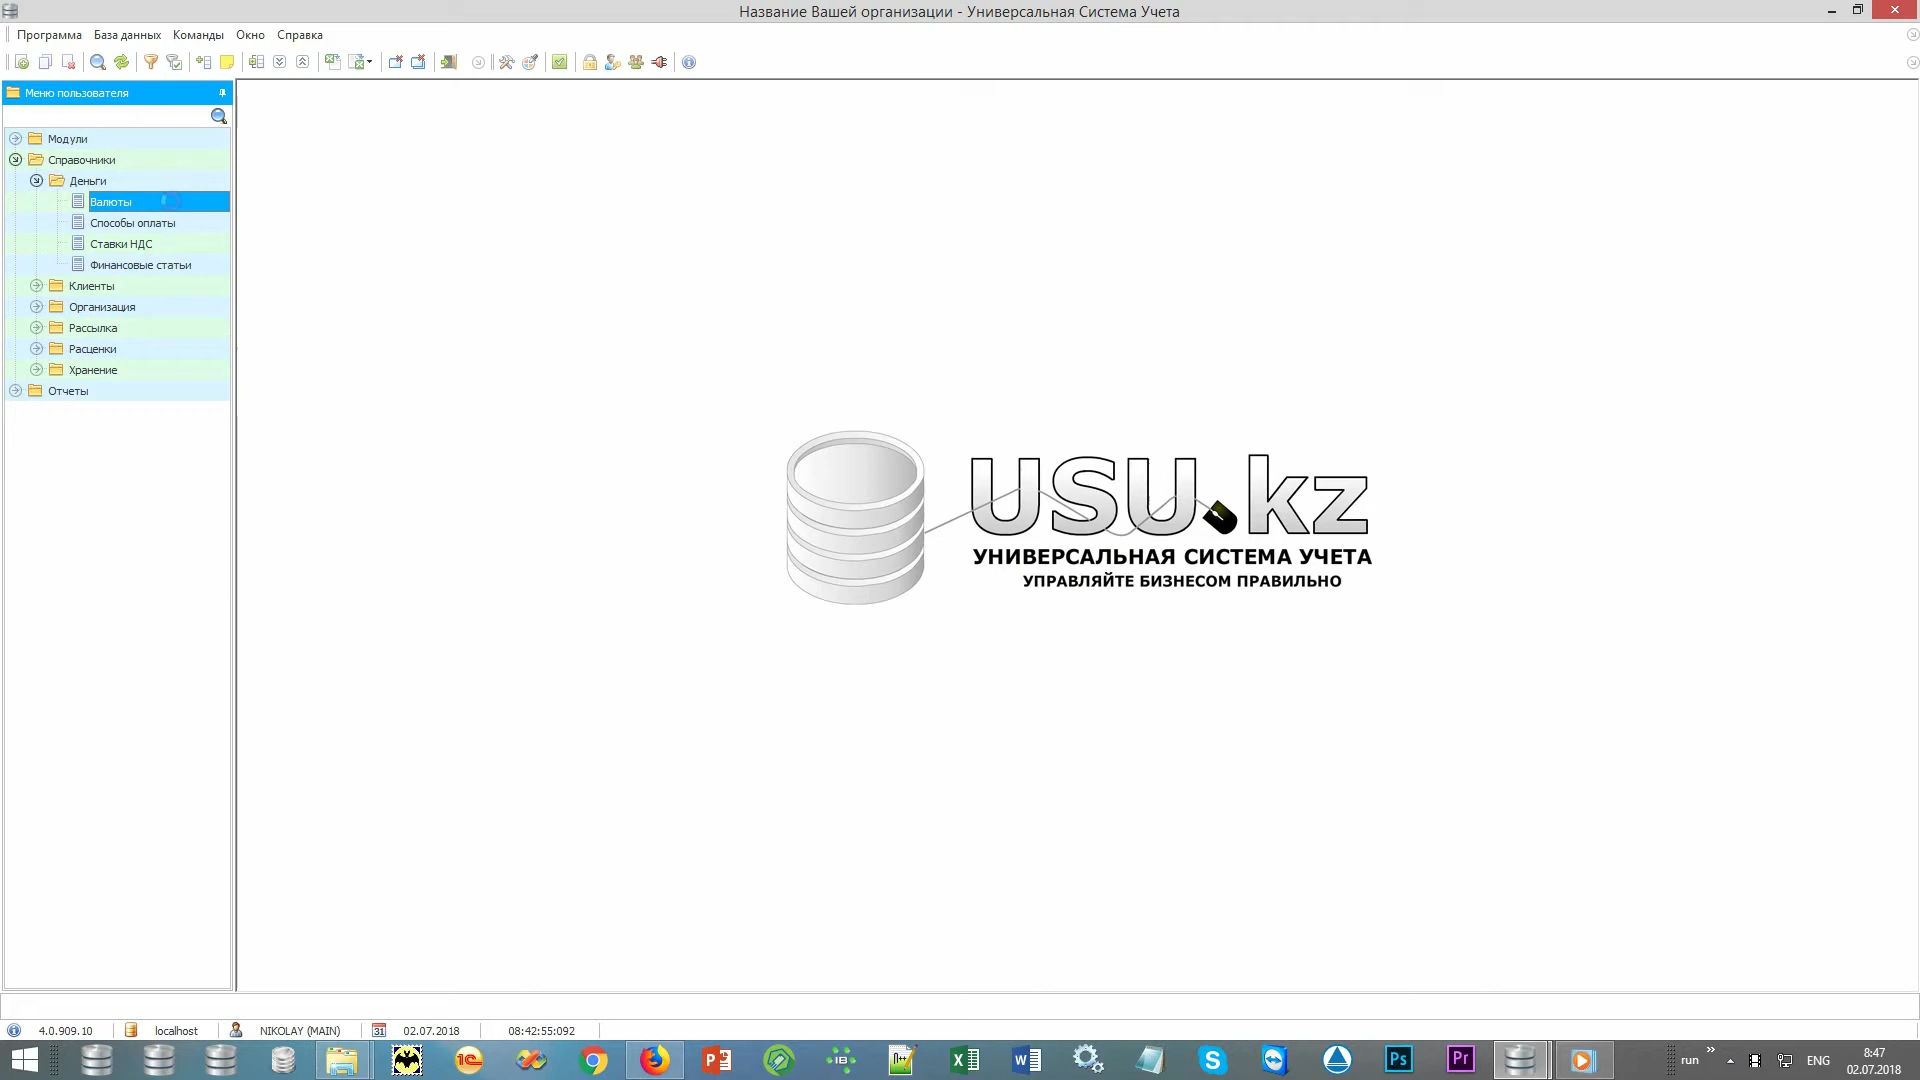 Название Вашей организации - Универсальная Система Учета
Программа База данных Команды Окно Справка
Меню пользователя
Модули
Справочники
Деньги
Валюты
Способы оплаты
Ставки НДС
Финансовые статьи
Клиенты
Организация
Рассылка
Расценки
Хранение
Отчеты
USU.kz
УНИВЕРСАЛЬНАЯ СИСТЕМА УЧЕТА
УПРАВЛЯЙТЕ БИЗНЕСОМ ПРАВИЛЬНО
4.0.909.10 localhost NIKOLAY (MAIN) 31 02.07.2018 08:42:55:092
run ENG 8:47
02.07.2018